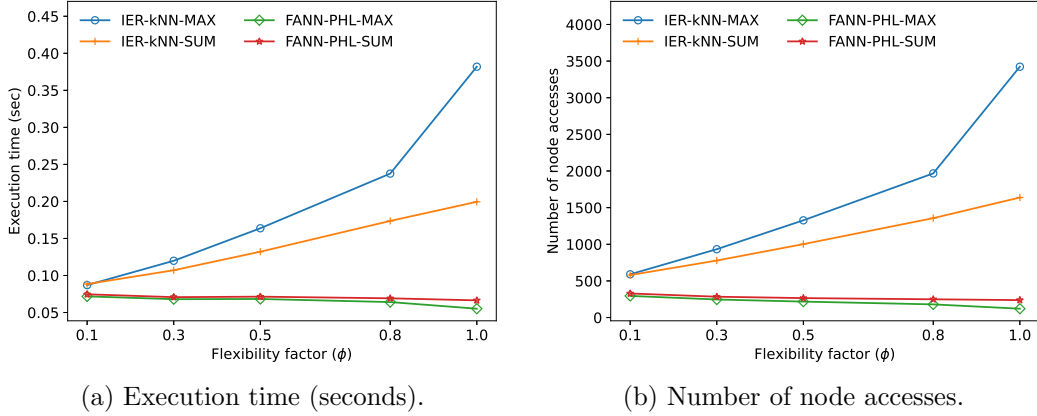 IER-kNN-MAX
IER-kNN-SUM
FANN-PHL-MAX
FANN-PHL-SUM
Execution time (sec)
0.45
0.40
0.35
0.30
0.25
0.20
0.15
0.10
0.05
0.1 0.3 0.5 0.8 1.0
Flexibility factor (ϕ)
(a) Execution time (seconds).
IER-kNN-MAX
IER-kNN-SUM
FANN-PHL-MAX
FANN-PHL-SUM
Number of node accesses
4000
3500
3000
2500
2000
1500
1000
500
0
0.1 0.3 0.5 0.8 1.0
Flexibility factor (ϕ)
(b) Number of node accesses.